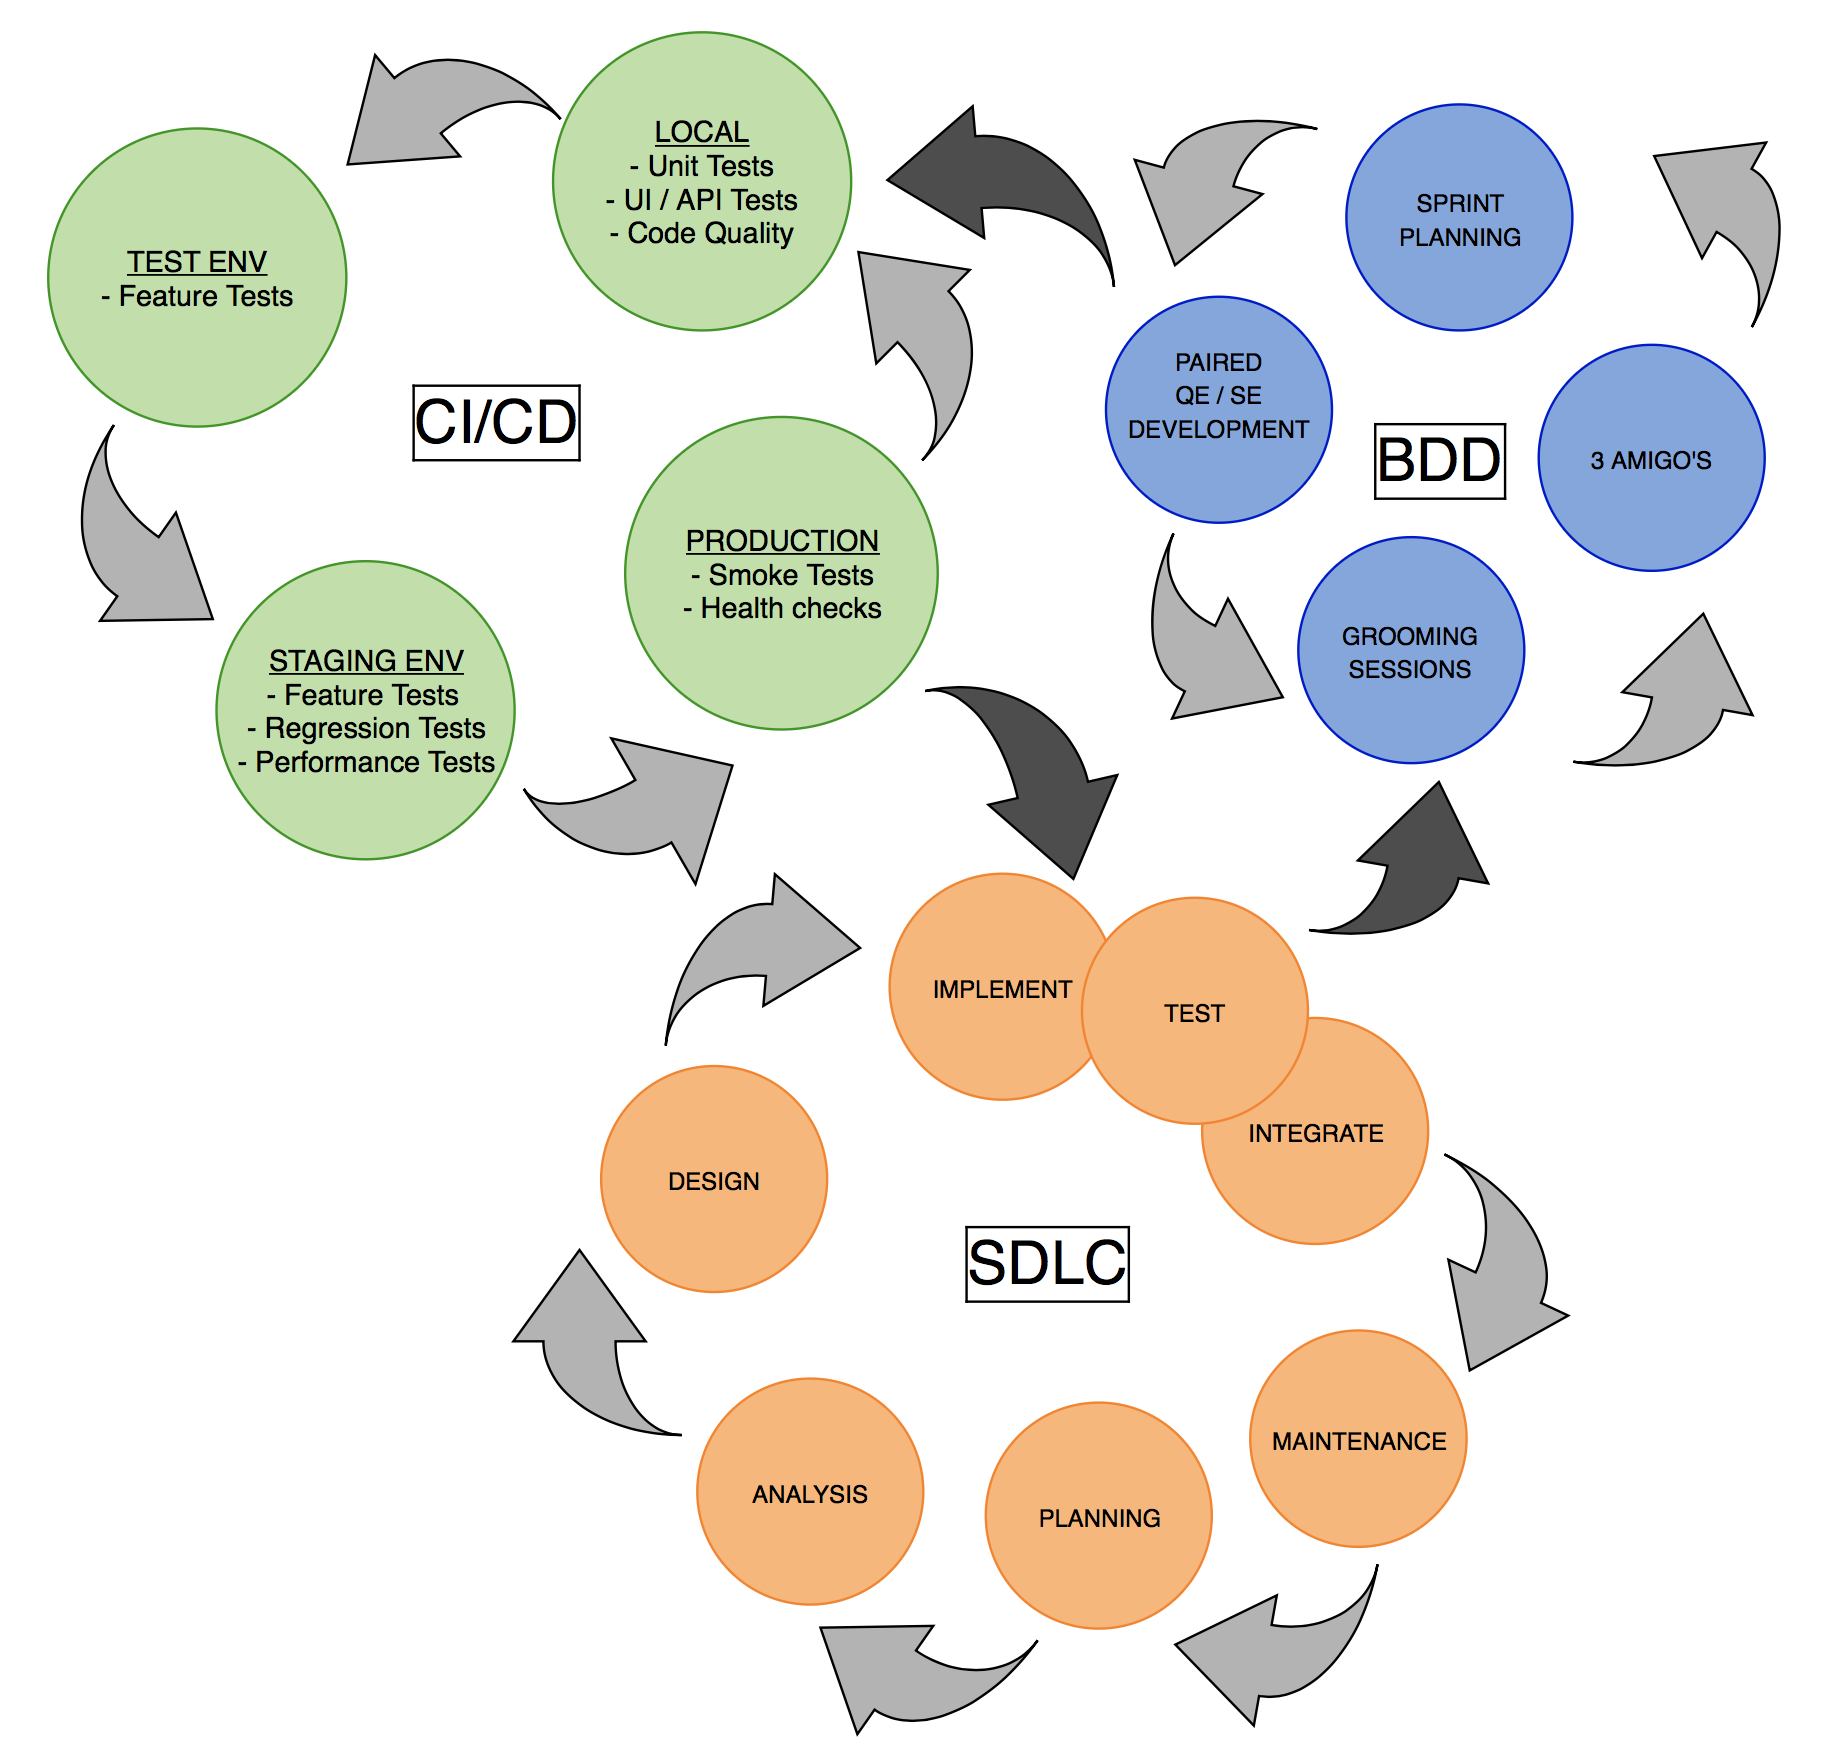 LOCAL
- Unit Tests
- UI / API Tests
- Code Quality
TEST ENV
- Feature Tests
CI/CD
STAGING ENV
- Feature Tests
- Regression Tests
- Performance Tests
PRODUCTION
- Smoke Tests
- Health checks
SPRINT
PLANNING
PAIRED
QE / SE
DEVELOPMENT
BDD
3 AMIGO'S
GROOMING
SESSIONS
IMPLEMENT
TEST
INTEGRATE
DESIGN
SDLC
MAINTENANCE
ANALYSIS
PLANNING